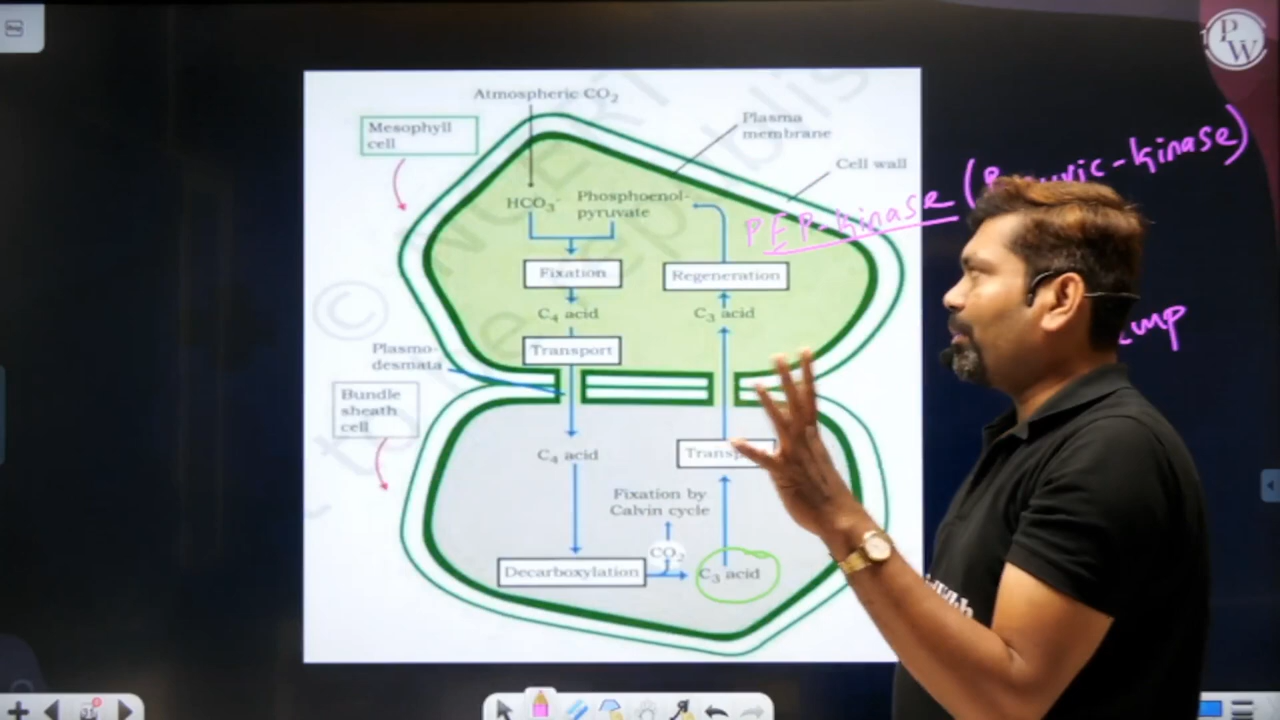 P
W
Atmospheric CO₂
Mesophyll
cell
Plasma
membrane
Cell wall
HCO₃⁻
Phosphoenol-
pyruvate
PEP-kinase
-kinase)
Fixation
Regeneration
C₄ acid
C₃ acid
Transport
Plasmo-
desmata
Bundle
sheath
cell
C₄ acid
Fixation by
Calvin cycle
CO₂
Decarboxylation
C₃ acid